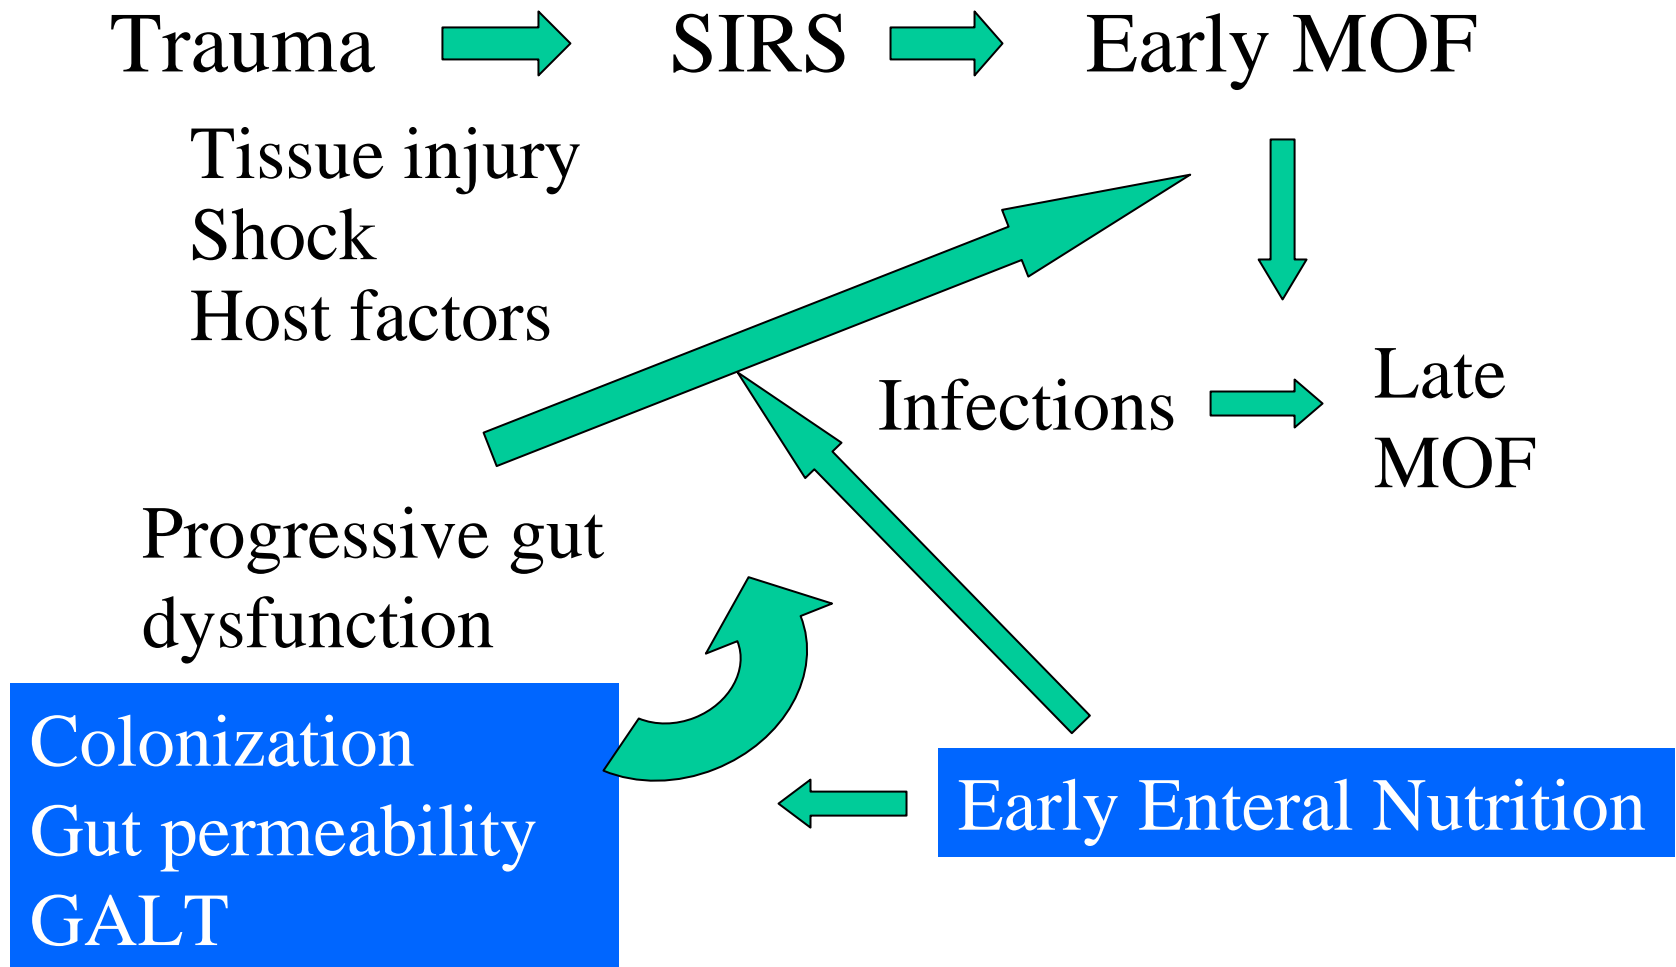 Trauma
SIRS
Early MOF
Tissue injury
Shock
Host factors
Infections
Late
MOF
Progressive gut
dysfunction
Colonization
Gut permeability
GALT
Early Enteral Nutrition